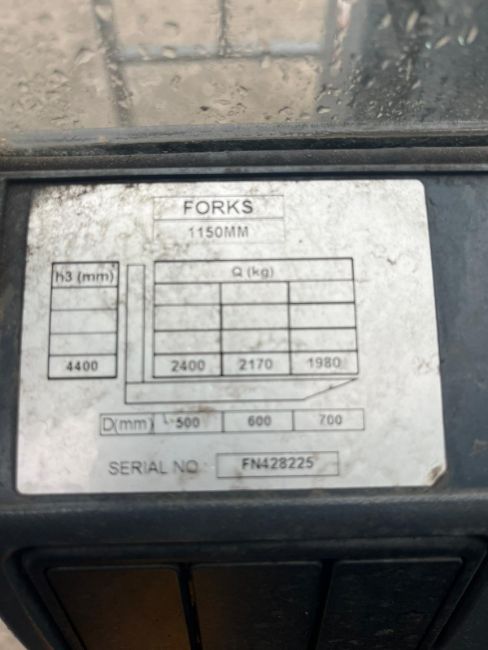 FORKS
1150MM
h3 (mm) Q (kg)
4400 2400 2170 1980
D(mm) 500 600 700
SERIAL NO : FN428225